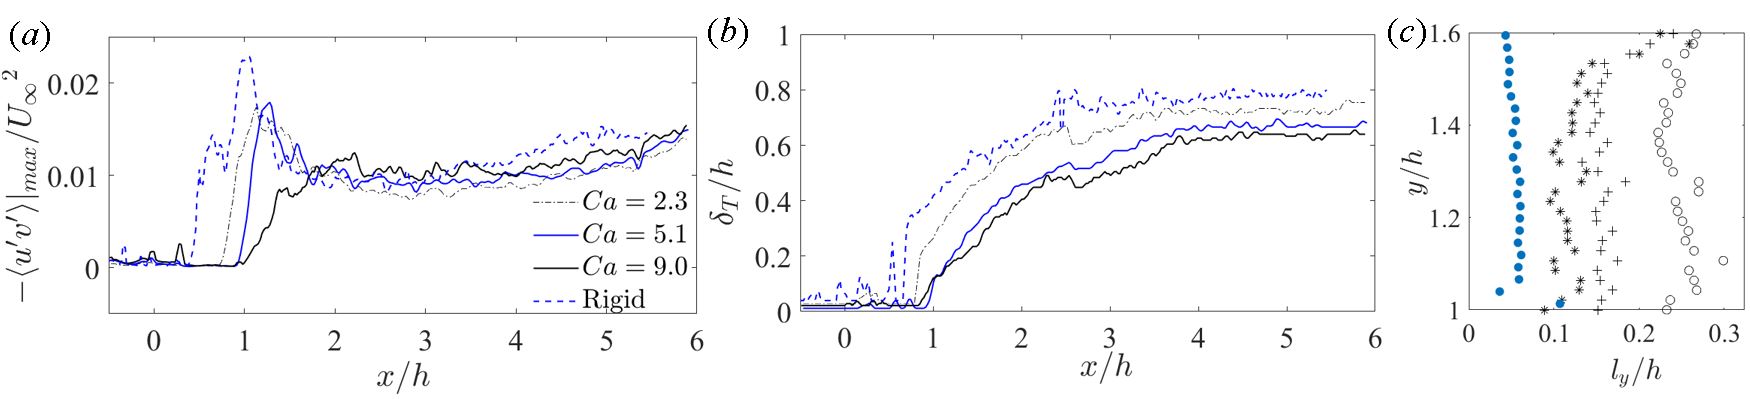 (a)
−⟨u′v′⟩|max/U∞²
0.02
0.01
0
Ca = 2.3
Ca = 5.1
Ca = 9.0
Rigid
0 1 2 3 4 5 6
x/h
(b)
δT/h
1
0.8
0.6
0.4
0.2
0
0 1 2 3 4 5 6
x/h
(c)
y/h
1.6
1.4
1.2
1
0 0.1 0.2 0.3
ly/h